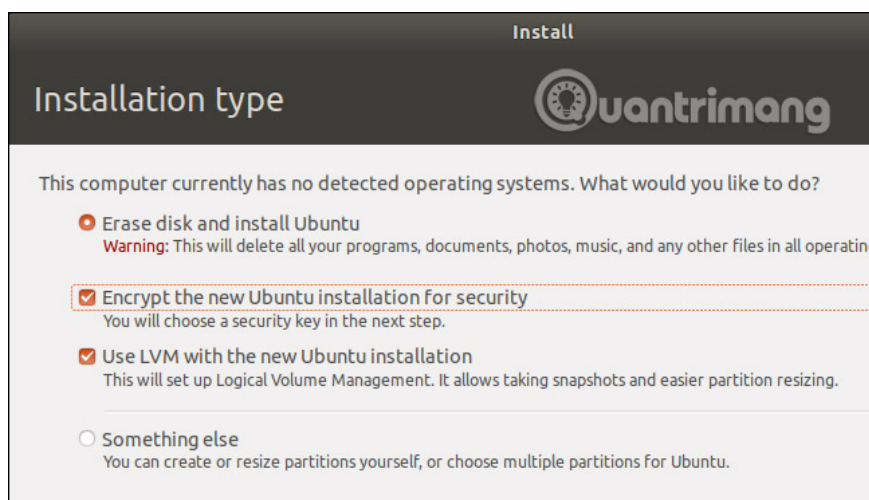 Install
Installation type
Quantrimang
This computer currently has no detected operating systems. What would you like to do?
Erase disk and install Ubuntu
Warning: This will delete all your programs, documents, photos, music, and any other files in all operatin
Encrypt the new Ubuntu installation for security
You will choose a security key in the next step.
Use LVM with the new Ubuntu installation
This will set up Logical Volume Management. It allows taking snapshots and easier partition resizing.
Something else
You can create or resize partitions yourself, or choose multiple partitions for Ubuntu.